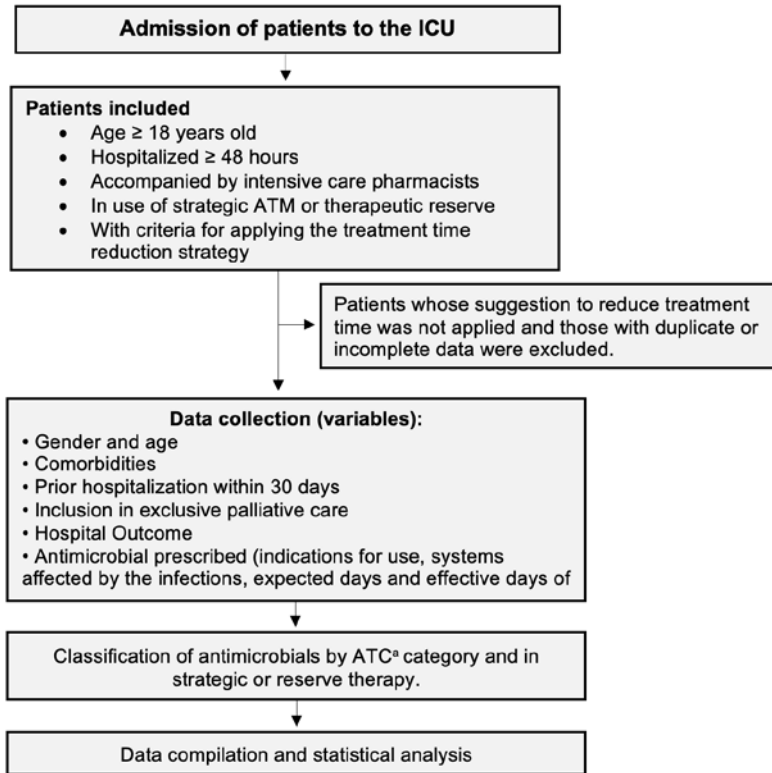 Admission of patients to the ICU
Patients included
• Age ≥ 18 years old
• Hospitalized ≥ 48 hours
• Accompanied by intensive care pharmacists
• In use of strategic ATM or therapeutic reserve
• With criteria for applying the treatment time
reduction strategy
Patients whose suggestion to reduce treatment
time was not applied and those with duplicate or
incomplete data were excluded.
Data collection (variables):
• Gender and age
• Comorbidities
• Prior hospitalization within 30 days
• Inclusion in exclusive palliative care
• Hospital Outcome
• Antimicrobial prescribed (indications for use, systems
affected by the infections, expected days and effective days of
Classification of antimicrobials by ATCᵃ category and in
strategic or reserve therapy.
Data compilation and statistical analysis